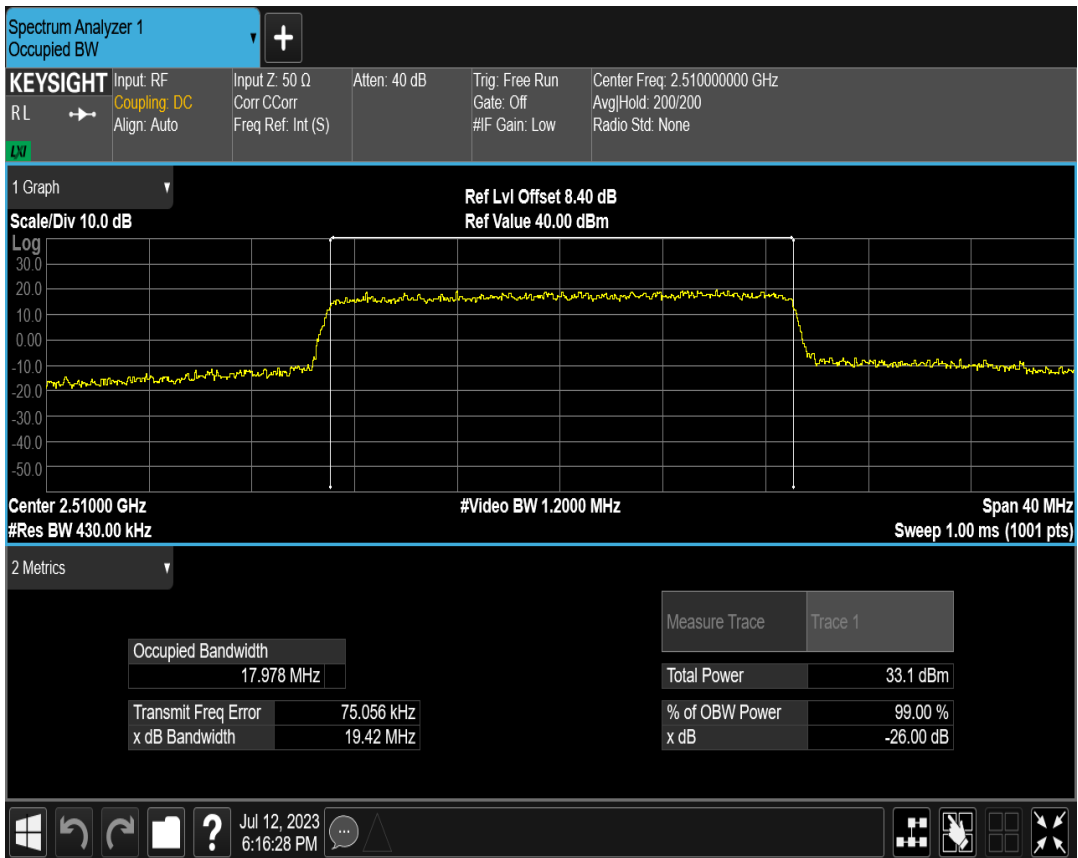 Spectrum Analyzer 1
Occupied BW
+
KEYSIGHT
RL
LXI
Input: RF
Coupling: DC
Align: Auto
Input Z: 50 Ω
Corr CCorr
Freq Ref: Int (S)
Atten: 40 dB
Trig: Free Run
Gate: Off
#IF Gain: Low
Center Freq: 2.510000000 GHz
Avg|Hold: 200/200
Radio Std: None
1 Graph
Scale/Div 10.0 dB
Ref Lvl Offset 8.40 dB
Ref Value 40.00 dBm
Log
30.0
20.0
10.0
0.00
-10.0
-20.0
-30.0
-40.0
-50.0
Center 2.51000 GHz
#Video BW 1.2000 MHz
Span 40 MHz
#Res BW 430.00 kHz
Sweep 1.00 ms (1001 pts)
2 Metrics
Measure Trace Trace 1
Occupied Bandwidth
17.978 MHz
Total Power 33.1 dBm
Transmit Freq Error 75.056 kHz
% of OBW Power 99.00 %
x dB Bandwidth 19.42 MHz
x dB -26.00 dB
?
Jul 12, 2023
6:16:28 PM